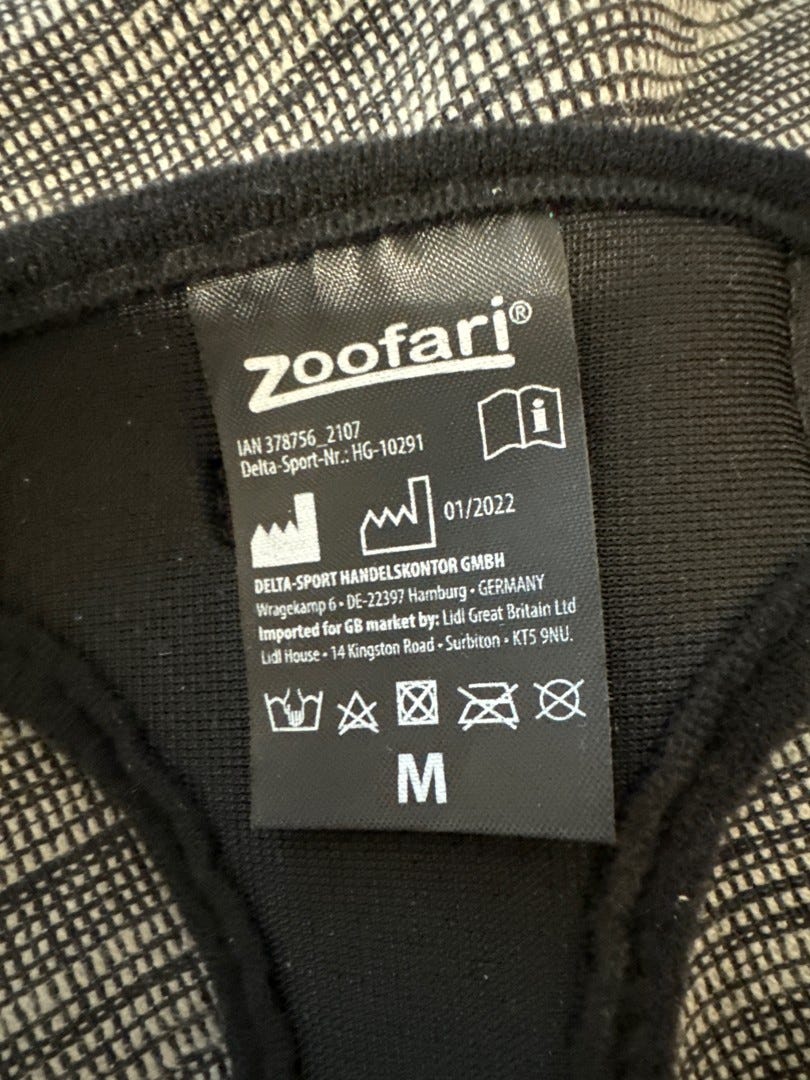 Zoofari®
IAN 378756_2107
Delta-Sport-Nr.: HG-10291
01/2022
DELTA-SPORT HANDELSKONTOR GMBH
Wragekamp 6 • DE-22397 Hamburg • GERMANY
Imported for GB market by: Lidl Great Britain Ltd
Lidl House • 14 Kingston Road • Surbiton • KT5 9NU.
M